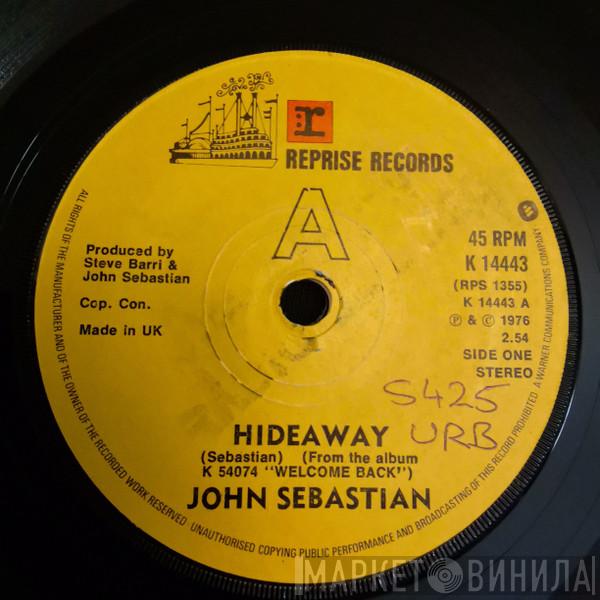 r
REPRISE RECORDS
A
Produced by
Steve Barri &
John Sebastian
Cop. Con.
Made in UK
45 RPM
K 14443
(RPS 1355)
K 14443 A
℗ & © 1976
2.54
SIDE ONE
STEREO
S425
URB
HIDEAWAY
(Sebastian) (From the album
K 54074 "WELCOME BACK")
JOHN SEBASTIAN
ALL RIGHTS OF THE MANUFACTURER AND OF THE OWNER OF THE RECORDED WORK RESERVED UNAUTHORISED COPYING PUBLIC PERFORMANCE AND BROADCASTING OF THIS RECORD PROHIBITED A WARNER COMMUNICATIONS COMPANY
МАРКЕТ ВИНИЛА